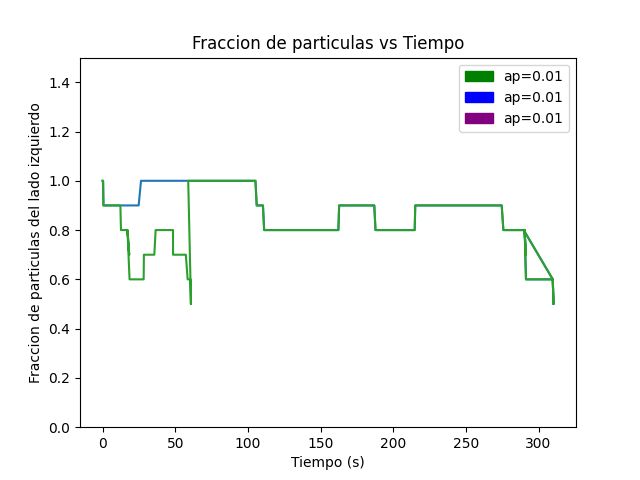 Fraccion de particulas vs Tiempo
ap=0.01
ap=0.01
ap=0.01
Fraccion de particulas del lado izquierdo
1.4
1.2
1.0
0.8
0.6
0.4
0.2
0.0
0 50 100 150 200 250 300
Tiempo (s)